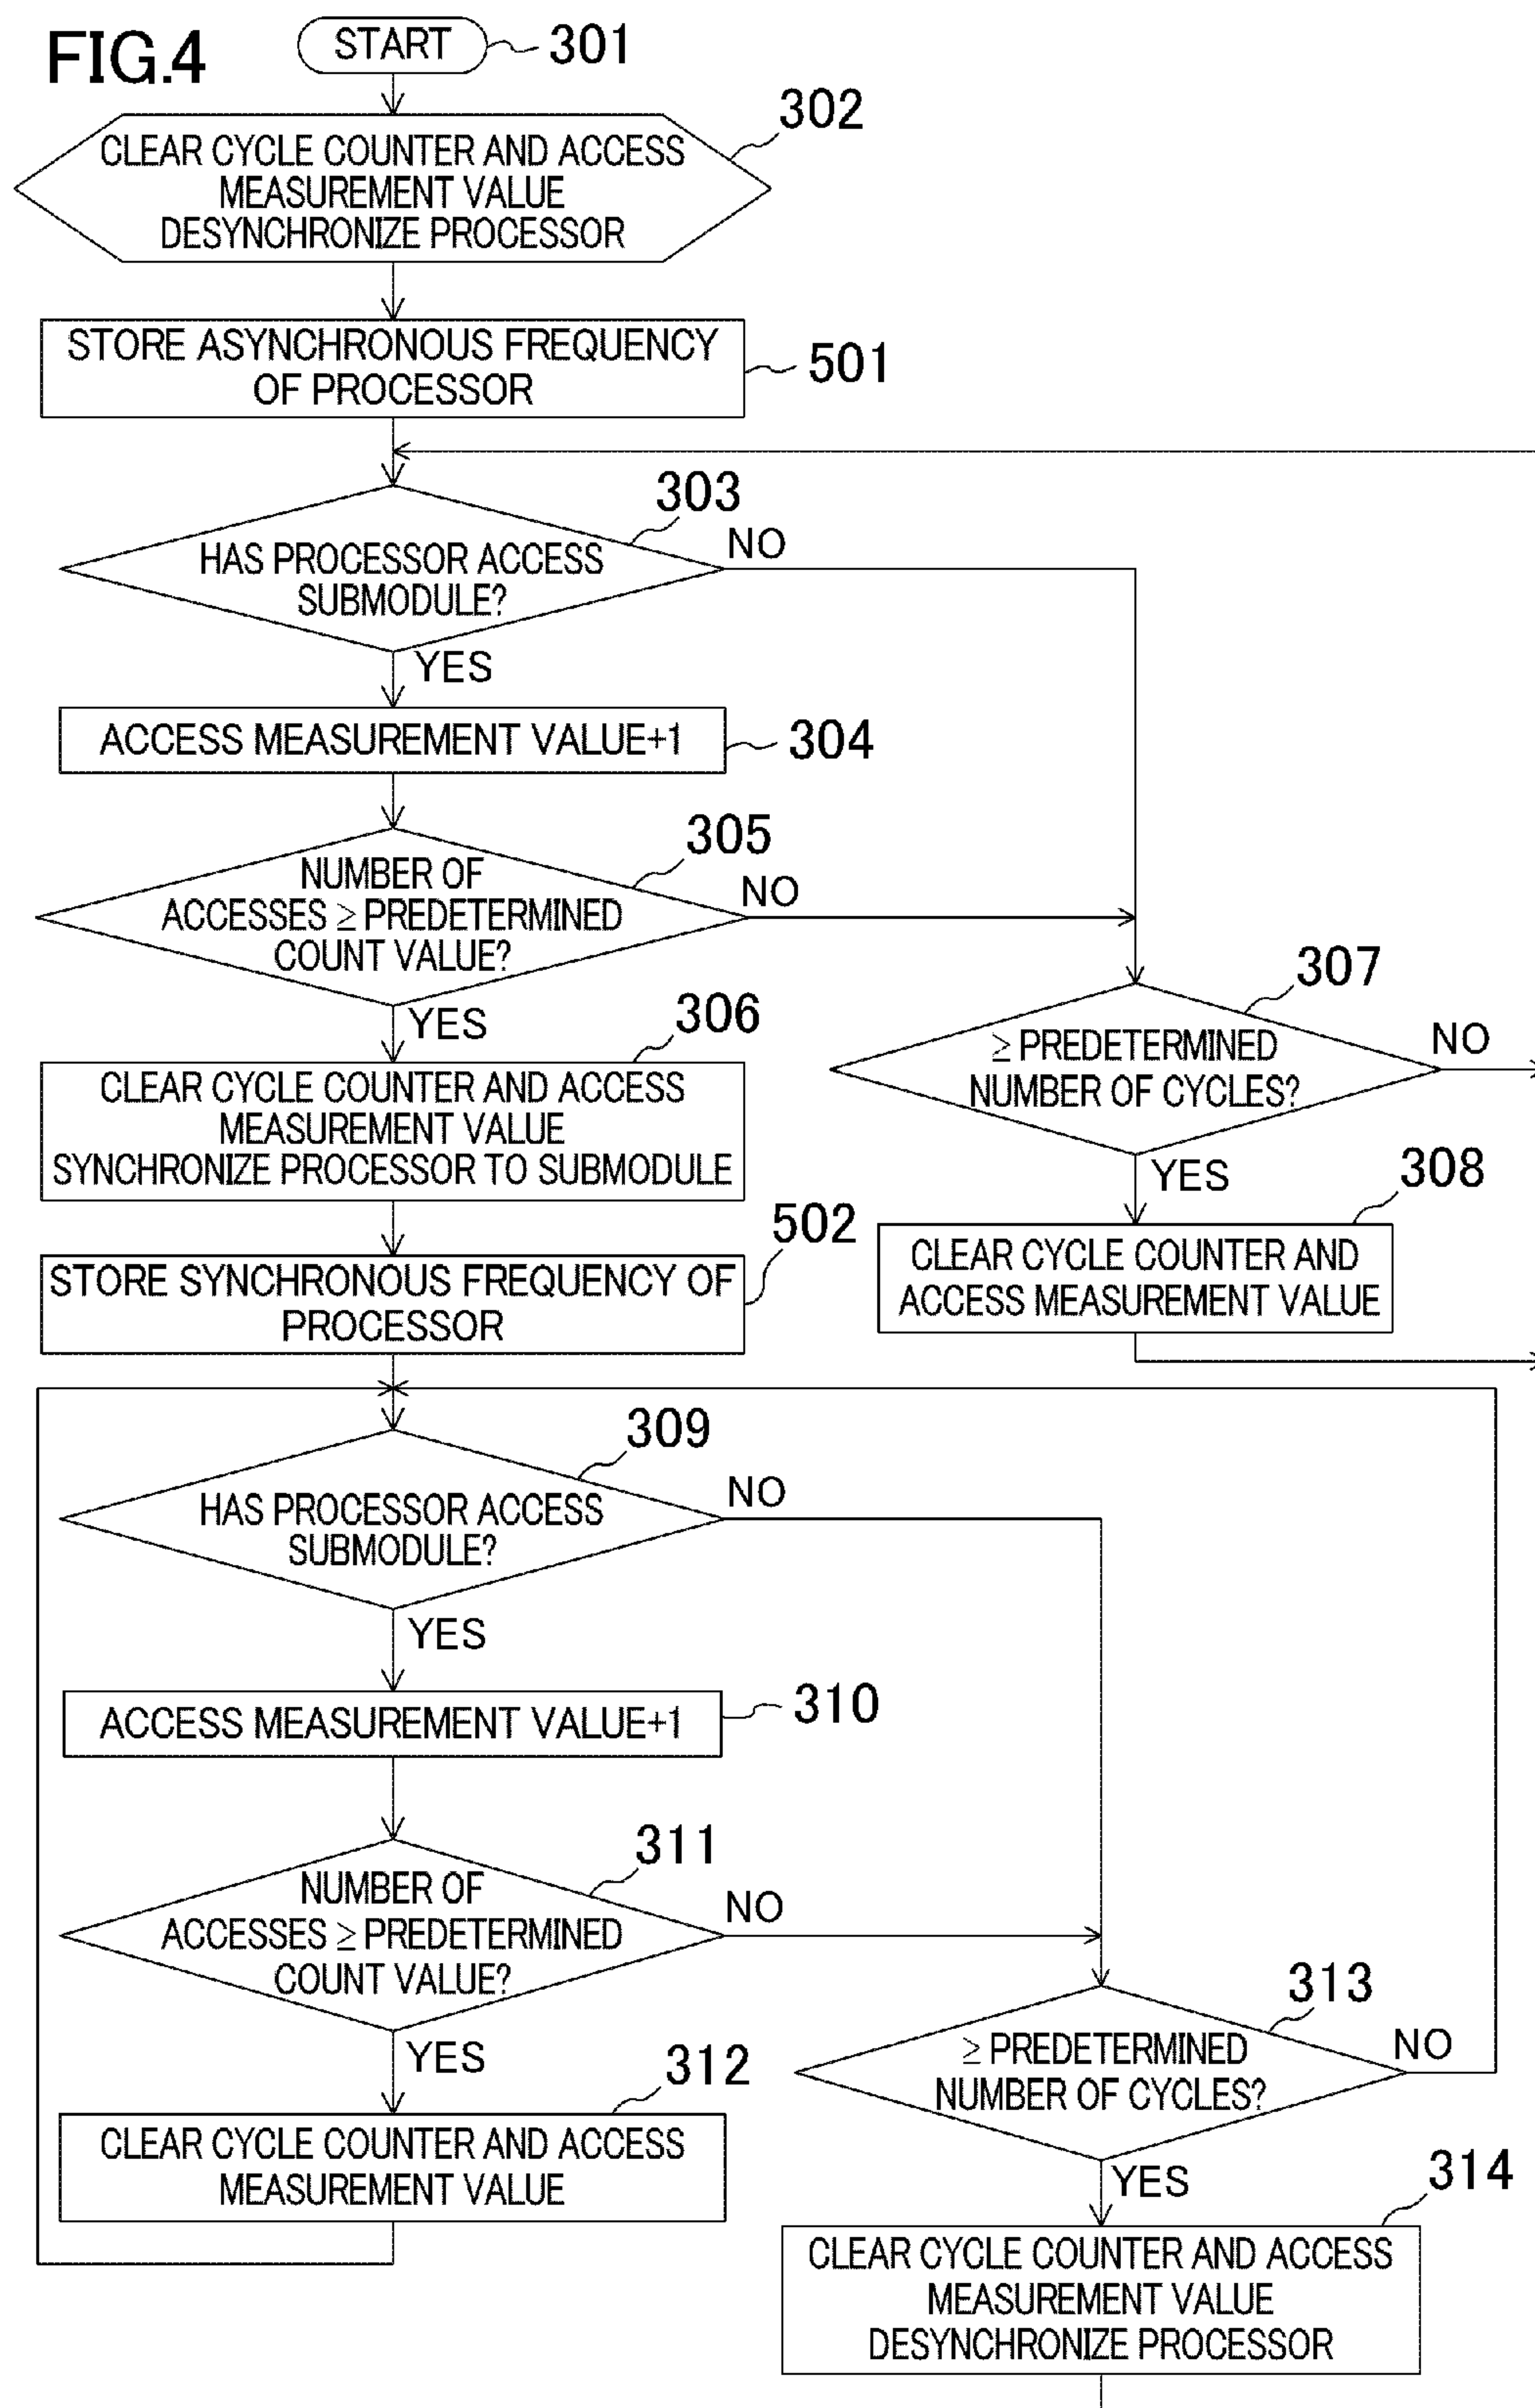 FIG.4
START
301
302
CLEAR CYCLE COUNTER AND ACCESS
MEASUREMENT VALUE
DESYNCHRONIZE PROCESSOR
STORE ASYNCHRONOUS FREQUENCY
OF PROCESSOR
501
303
HAS PROCESSOR ACCESS
SUBMODULE?
NO
YES
ACCESS MEASUREMENT VALUE+1
304
305
NUMBER OF
ACCESSES ≥ PREDETERMINED
COUNT VALUE?
NO
YES
307
≥ PREDETERMINED
NUMBER OF CYCLES?
NO
YES
306
CLEAR CYCLE COUNTER AND ACCESS
MEASUREMENT VALUE
SYNCHRONIZE PROCESSOR TO SUBMODULE
308
CLEAR CYCLE COUNTER AND
ACCESS MEASUREMENT VALUE
502
STORE SYNCHRONOUS FREQUENCY OF
PROCESSOR
309
HAS PROCESSOR ACCESS
SUBMODULE?
NO
YES
ACCESS MEASUREMENT VALUE+1
310
311
NUMBER OF
ACCESSES ≥ PREDETERMINED
COUNT VALUE?
NO
YES
313
≥ PREDETERMINED
NUMBER OF CYCLES?
NO
YES
312
CLEAR CYCLE COUNTER AND ACCESS
MEASUREMENT VALUE
314
CLEAR CYCLE COUNTER AND ACCESS
MEASUREMENT VALUE
DESYNCHRONIZE PROCESSOR